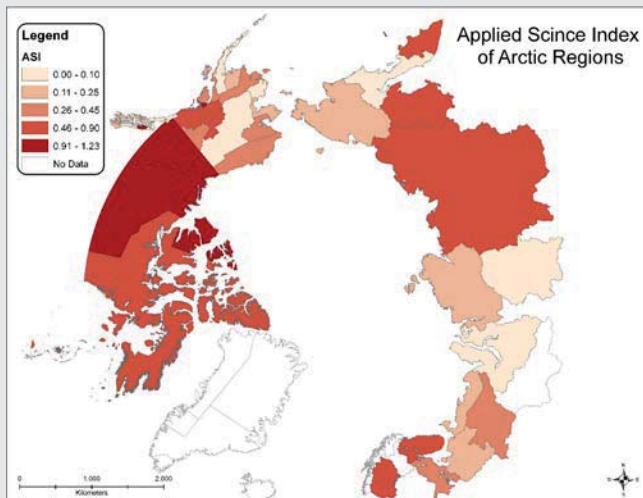 Applied Scince Index
of Arctic Regions
Legend
ASI
0.00 - 0.10
0.11 - 0.25
0.26 - 0.45
0.46 - 0.90
0.91 - 1.23
No Data
0 1.000 2.000
Kilometers
N